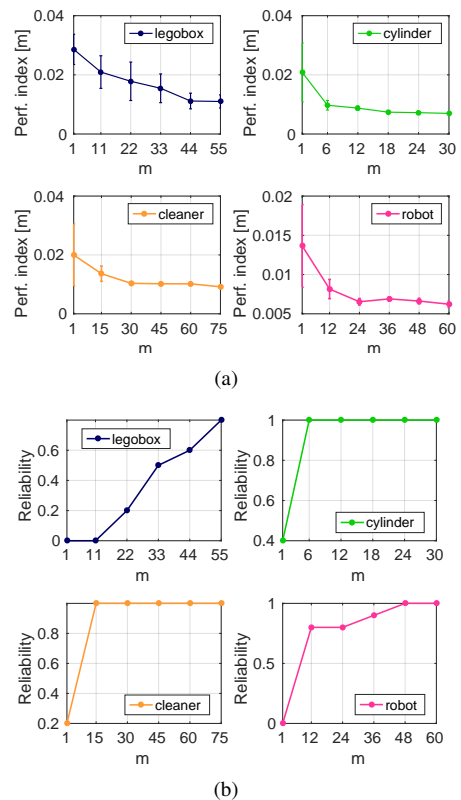 0.04
0.02
0
Perf. index [m]
legobox
1 11 22 33 44 55
m
0.04
0.02
0
Perf. index [m]
cylinder
1 6 12 18 24 30
m
0.04
0.02
0
Perf. index [m]
cleaner
1 15 30 45 60 75
m
0.02
0.015
0.01
0.005
Perf. index [m]
robot
1 12 24 36 48 60
m
(a)
0.6
0.4
0.2
0
Reliability
legobox
1 11 22 33 44 55
m
1
0.8
0.6
0.4
Reliability
cylinder
1 6 12 18 24 30
m
0.8
0.6
0.4
0.2
Reliability
cleaner
1 15 30 45 60 75
m
1
0.5
0
Reliability
robot
1 12 24 36 48 60
m
(b)